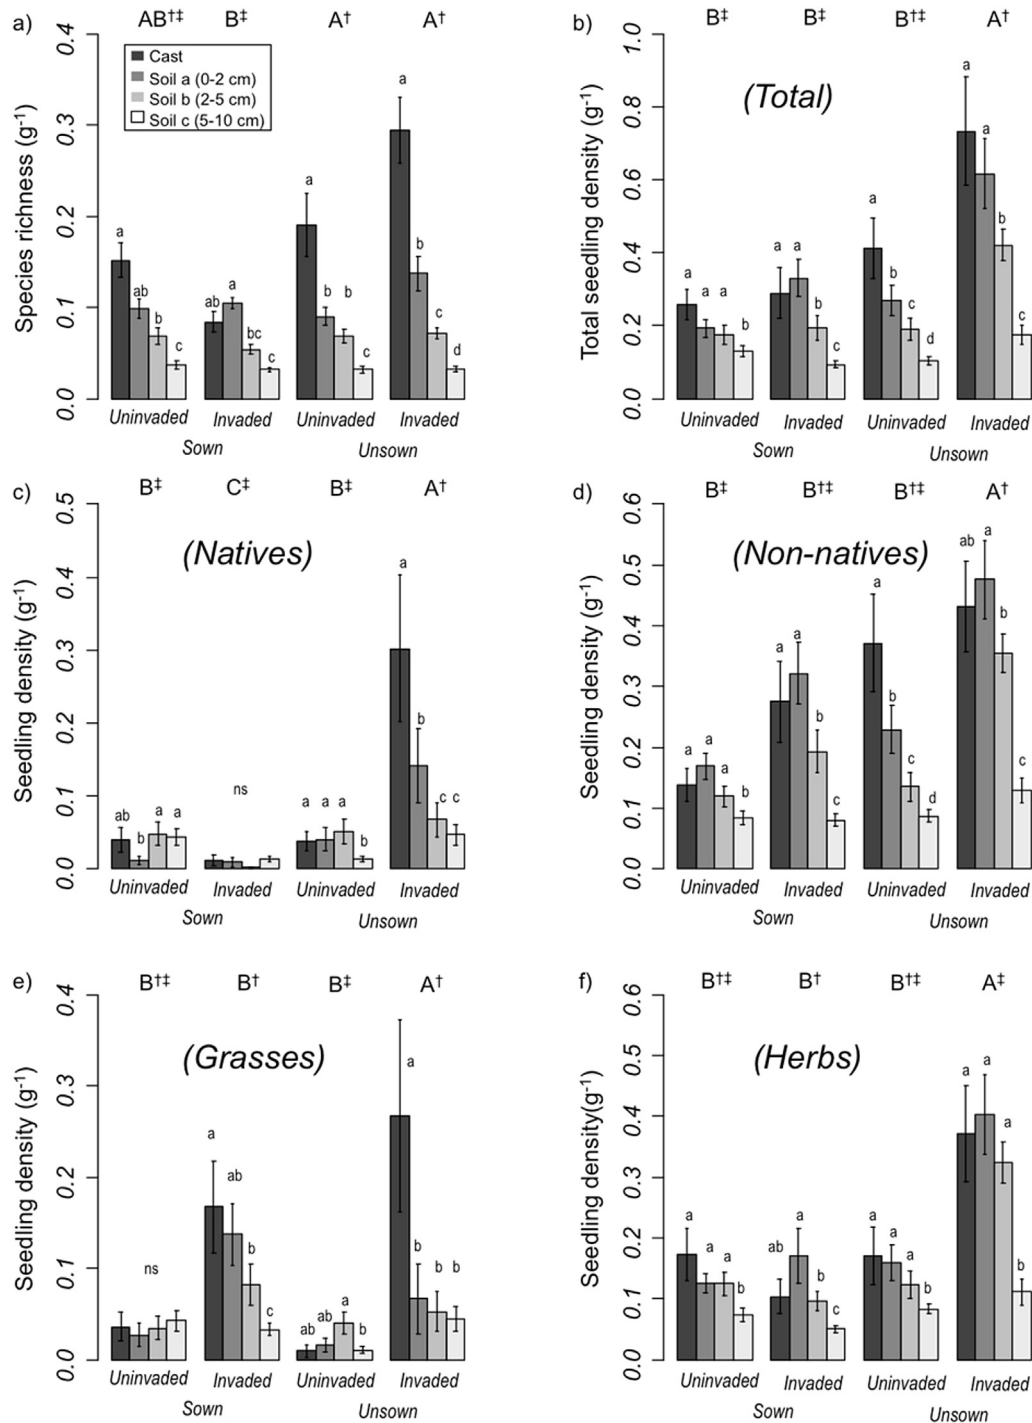 a) AB†‡ B‡ A† A†
Species richness (g-1)
0.4
0.3
0.2
0.1
0.0
Cast
Soil a (0-2 cm)
Soil b (2-5 cm)
Soil c (5-10 cm)
a ab b c ab a bc c a b b c a b c d
Uninvaded Invaded Uninvaded Invaded
Sown Unsown
b) B‡ B‡ B†‡ A†
(Total)
Total seedling density (g-1)
1.0
0.8
0.6
0.4
0.2
0.0
a a a b a a b c a b c d a a b c
Uninvaded Invaded Uninvaded Invaded
Sown Unsown
c) B‡ C‡ B‡ A†
(Natives)
Seedling density (g-1)
0.5
0.4
0.3
0.2
0.1
0.0
ab b a a ns a a a b a b c c
Uninvaded Invaded Uninvaded Invaded
Sown Unsown
d) B‡ B†‡ B†‡ A†
(Non-natives)
Seedling density (g-1)
0.6
0.5
0.4
0.3
0.2
0.1
0.0
a a a b a a b c a b c d ab a b c
Uninvaded Invaded Uninvaded Invaded
Sown Unsown
e) B†‡ B† B‡ A†
(Grasses)
Seedling density (g-1)
0.4
0.3
0.2
0.1
0.0
ns a ab b c ab ab a b a b b b
Uninvaded Invaded Uninvaded Invaded
Sown Unsown
f) B†‡ B† B†‡ A‡
(Herbs)
Seedling density(g-1)
0.6
0.5
0.4
0.3
0.2
0.1
0.0
a a a b ab a b c a a a b a a a b
Uninvaded Invaded Uninvaded Invaded
Sown Unsown